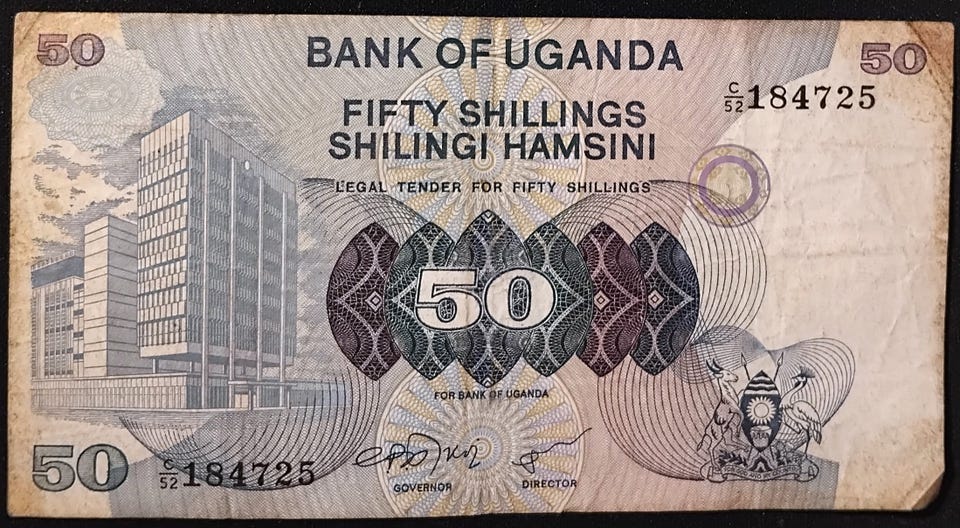 50
BANK OF UGANDA
50
C/52 184725
FIFTY SHILLINGS
SHILINGI HAMSINI
LEGAL TENDER FOR FIFTY SHILLINGS
50
FOR BANK OF UGANDA
50
C/52 184725
GOVERNOR
DIRECTOR